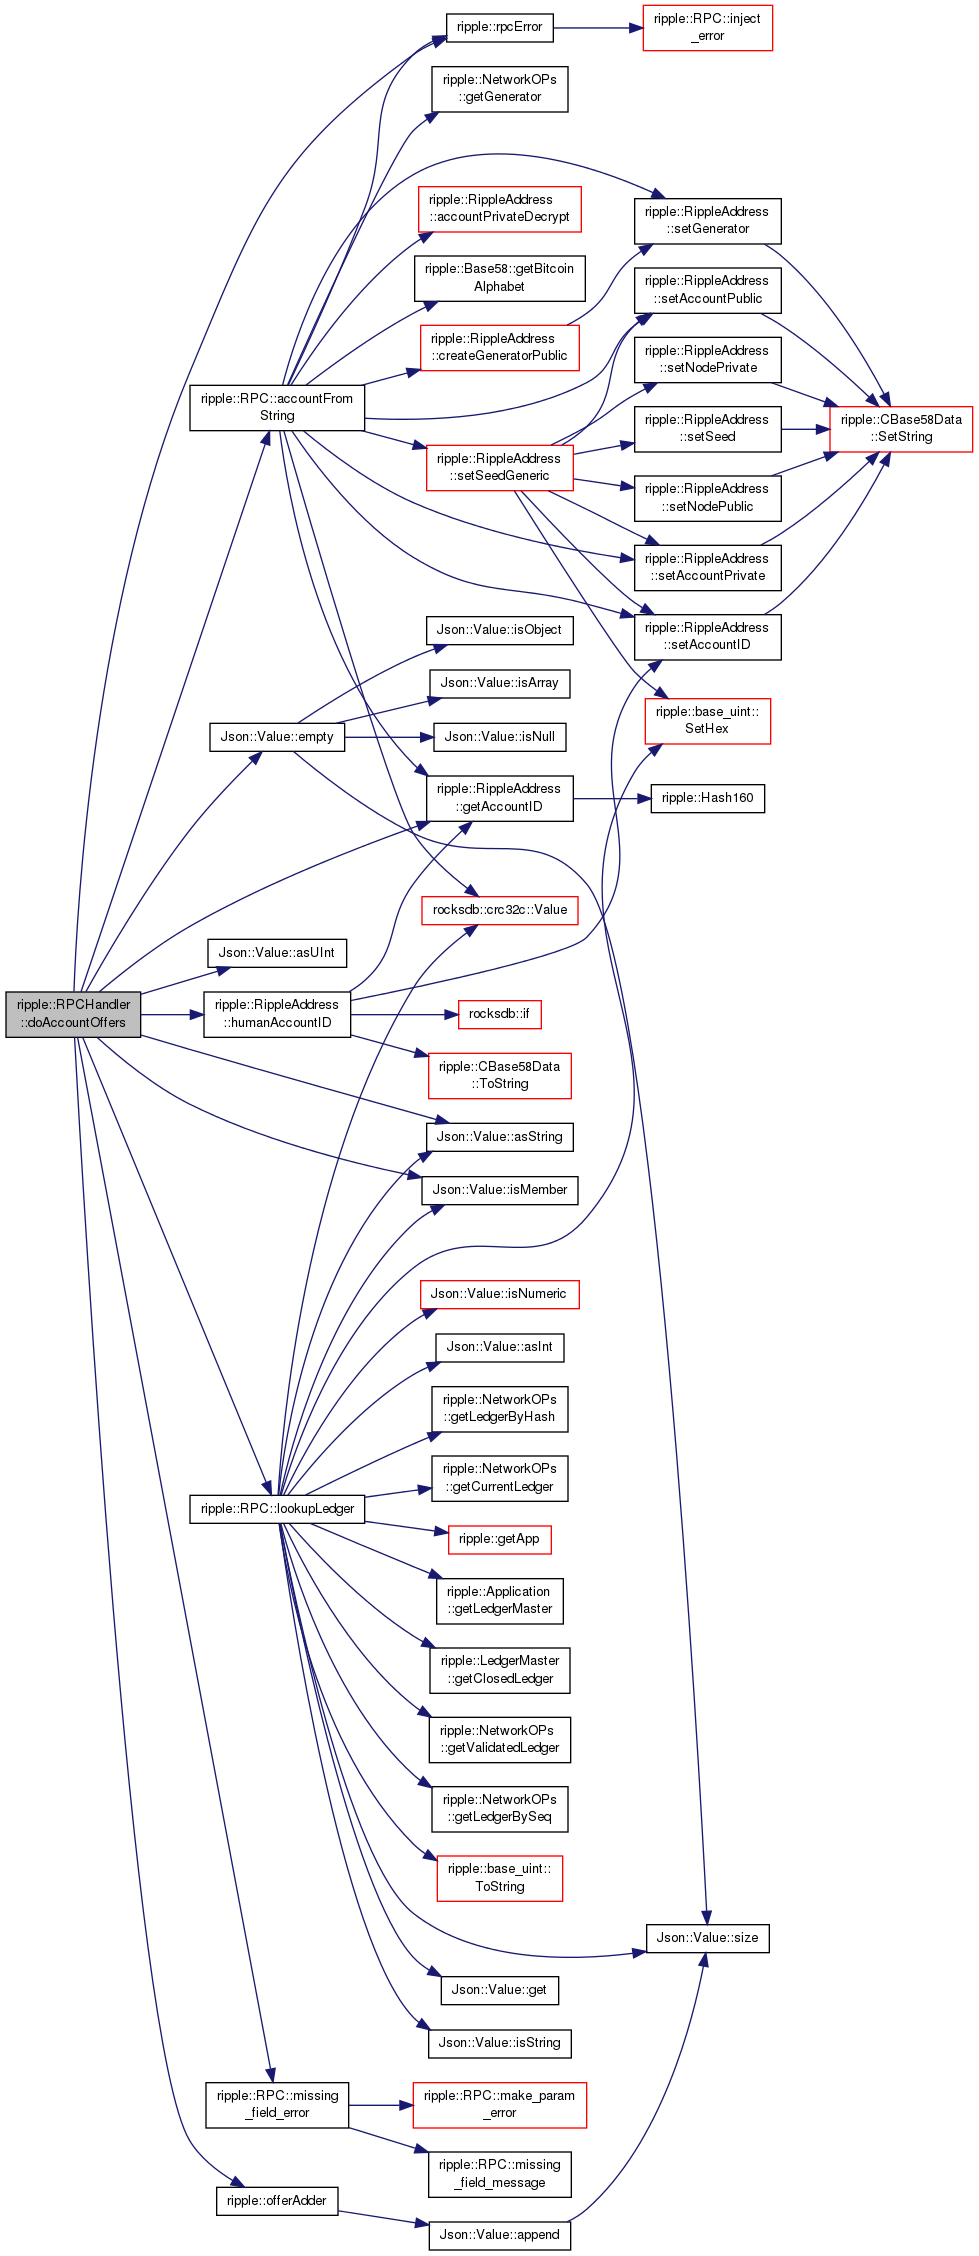 ripple::rpcError
ripple::RPC::inject
_error
ripple::NetworkOPs
::getGenerator
ripple::RippleAddress
::accountPrivateDecrypt
ripple::RippleAddress
::setGenerator
ripple::Base58::getBitcoin
Alphabet
ripple::RippleAddress
::setAccountPublic
ripple::RippleAddress
::createGeneratorPublic
ripple::RippleAddress
::setNodePrivate
ripple::RPC::accountFrom
String
ripple::RippleAddress
::setSeed
ripple::CBase58Data
::SetString
ripple::RippleAddress
::setSeedGeneric
ripple::RippleAddress
::setNodePublic
ripple::RippleAddress
::setAccountPrivate
Json::Value::isObject
ripple::RippleAddress
::setAccountID
Json::Value::isArray
Json::Value::empty
Json::Value::isNull
ripple::base_uint::
SetHex
ripple::RippleAddress
::getAccountID
ripple::Hash160
rocksdb::crc32c::Value
Json::Value::asUInt
ripple::RPCHandler
::doAccountOffers
ripple::RippleAddress
::humanAccountID
rocksdb::if
ripple::CBase58Data
::ToString
Json::Value::asString
Json::Value::isMember
Json::Value::isNumeric
Json::Value::asInt
ripple::NetworkOPs
::getLedgerByHash
ripple::NetworkOPs
::getCurrentLedger
ripple::RPC::lookupLedger
ripple::getApp
ripple::Application
::getLedgerMaster
ripple::LedgerMaster
::getClosedLedger
ripple::NetworkOPs
::getValidatedLedger
ripple::NetworkOPs
::getLedgerBySeq
ripple::base_uint::
ToString
Json::Value::size
Json::Value::get
Json::Value::isString
ripple::RPC::missing
_field_error
ripple::RPC::make_param
_error
ripple::RPC::missing
_field_message
ripple::offerAdder
Json::Value::append